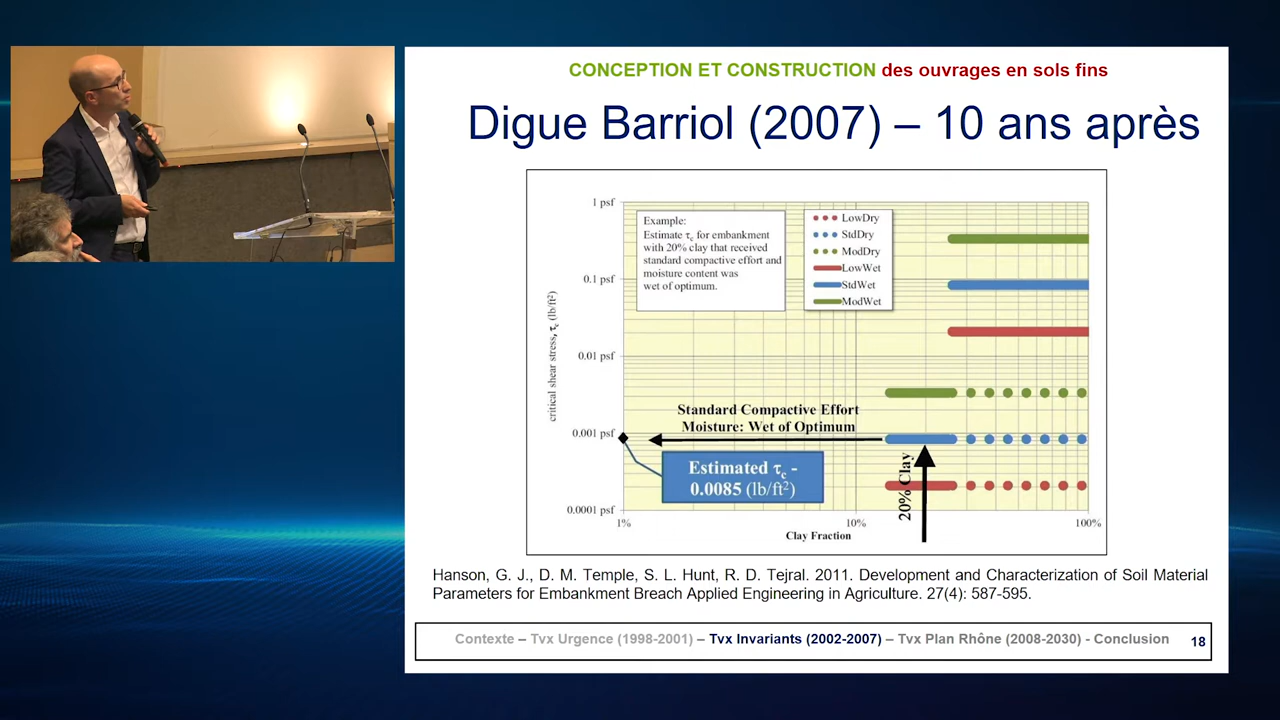 CONCEPTION ET CONSTRUCTION des ouvrages en sols fins
Digue Barriol (2007) – 10 ans après
1 psf
0.1 psf
0.01 psf
0.001 psf
0.0001 psf
critical shear stress, τc (lb/ft²)
Example:
Estimate τc for embankment
with 20% clay that received
standard compactive effort and
moisture content was
wet of optimum.
LowDry
StdDry
ModDry
LowWet
StdWet
ModWet
Standard Compactive Effort
Moisture: Wet of Optimum
Estimated τc -
0.0085 (lb/ft²)
20% Clay
1%
10%
100%
Clay Fraction
Hanson, G. J., D. M. Temple, S. L. Hunt, R. D. Tejral. 2011. Development and Characterization of Soil Material
Parameters for Embankment Breach Applied Engineering in Agriculture. 27(4): 587-595.
Contexte – Tvx Urgence (1998-2001) – Tvx Invariants (2002-2007) – Tvx Plan Rhône (2008-2030) - Conclusion
18